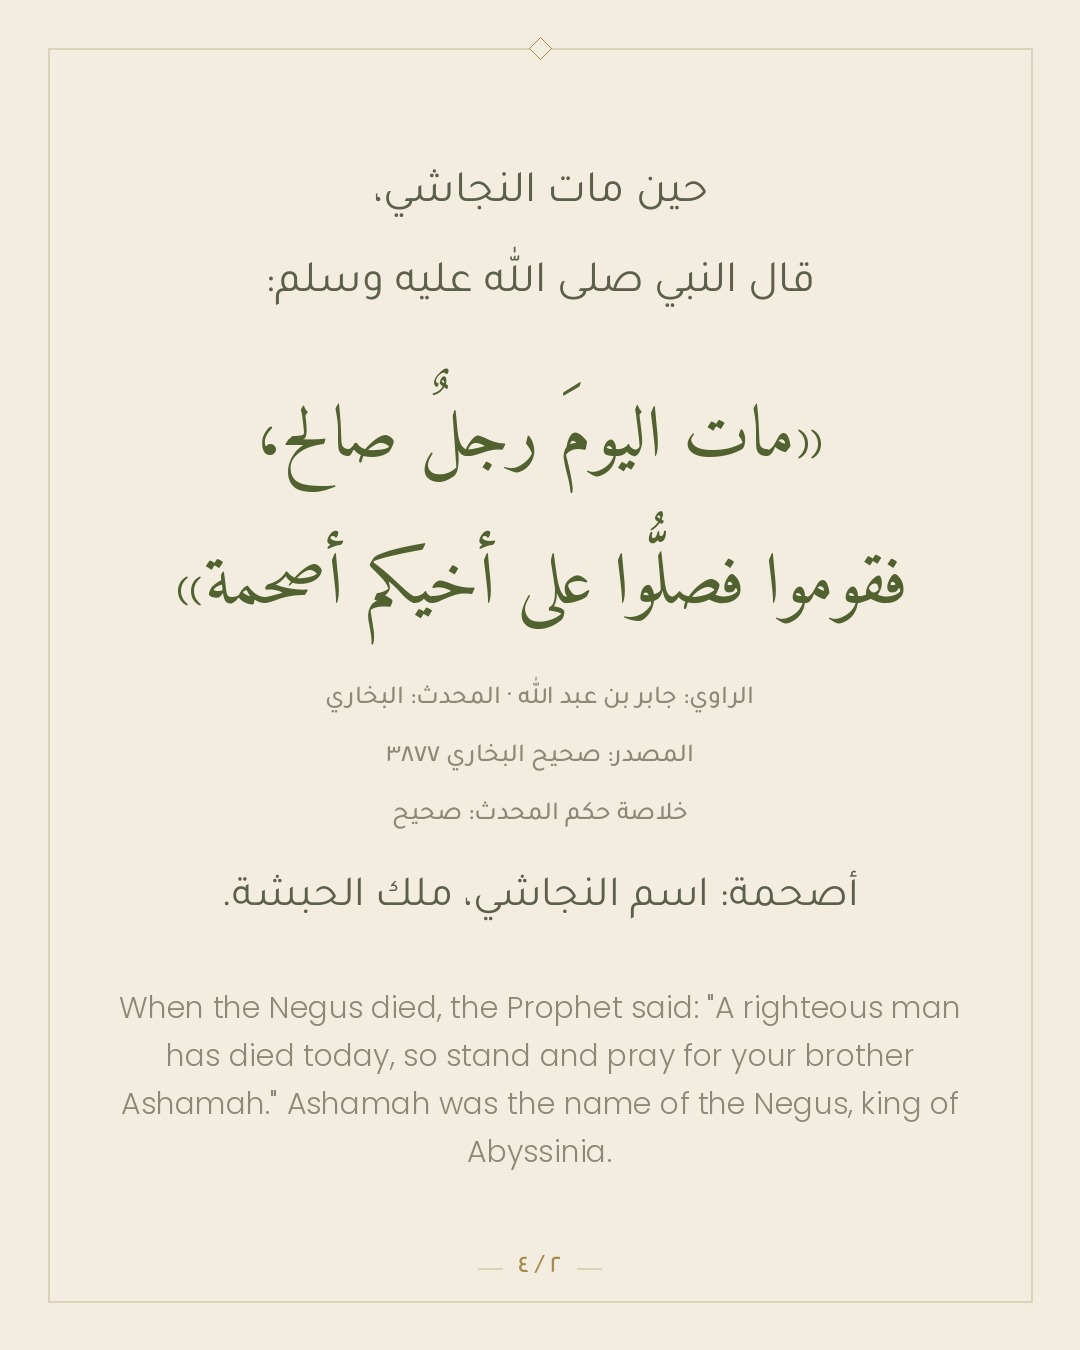 حين مات النجاشي،
قال النبي صلى الله عليه وسلم:
((مات اليومَ رجلٌ صالح،
فقوموا فصلُّوا على أخيكم أصحمة))
الراوي: جابر بن عبد الله · المحدث: البخاري
المصدر: صحيح البخاري ٣٨٧٧
خلاصة حكم المحدث: صحيح
أصحمة: اسم النجاشي، ملك الحبشة.
When the Negus died, the Prophet said: "A righteous man
has died today, so stand and pray for your brother
Ashamah." Ashamah was the name of the Negus, king of
Abyssinia.
٢/٤